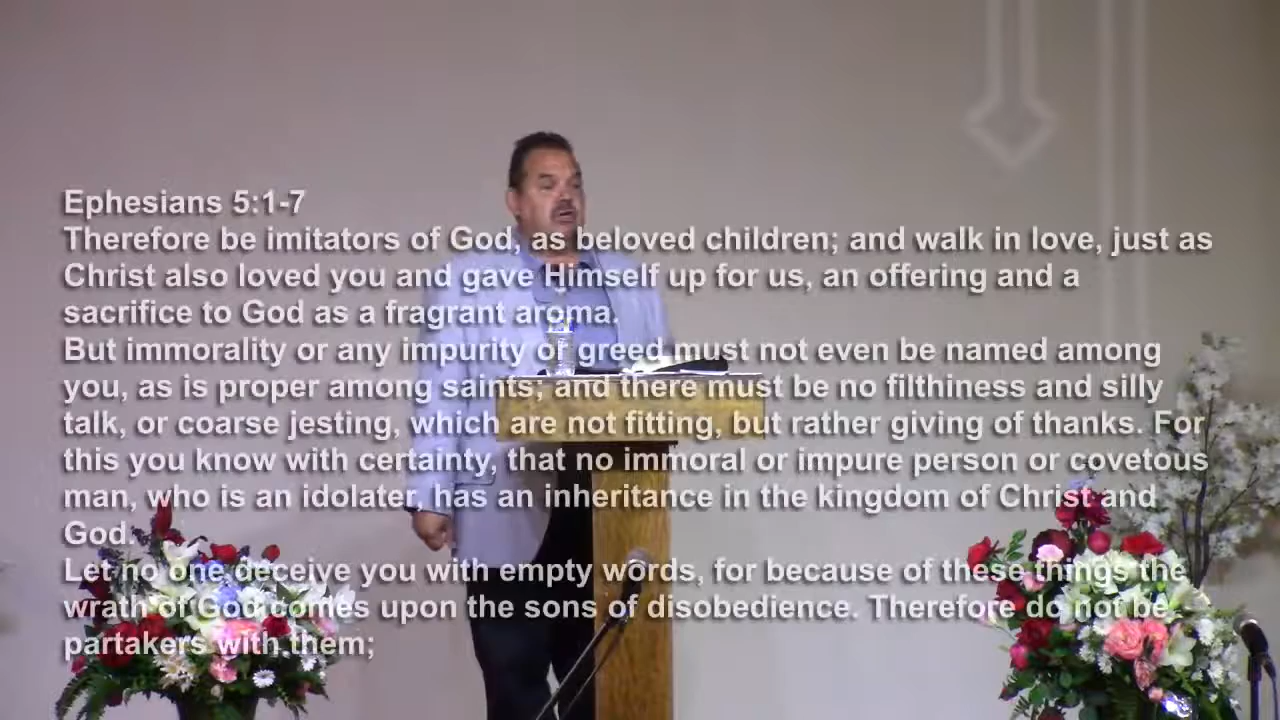 Ephesians 5:1-7
Therefore be imitators of God, as beloved children; and walk in love, just as
Christ also loved you and gave Himself up for us, an offering and a
sacrifice to God as a fragrant aroma.
But immorality or any impurity or greed must not even be named among
you, as is proper among saints; and there must be no filthiness and silly
talk, or coarse jesting, which are not fitting, but rather giving of thanks. For
this you know with certainty, that no immoral or impure person or covetous
man, who is an idolater, has an inheritance in the kingdom of Christ and
God.
Let no one deceive you with empty words, for because of these things the
wrath of God comes upon the sons of disobedience. Therefore do not be
partakers with them;